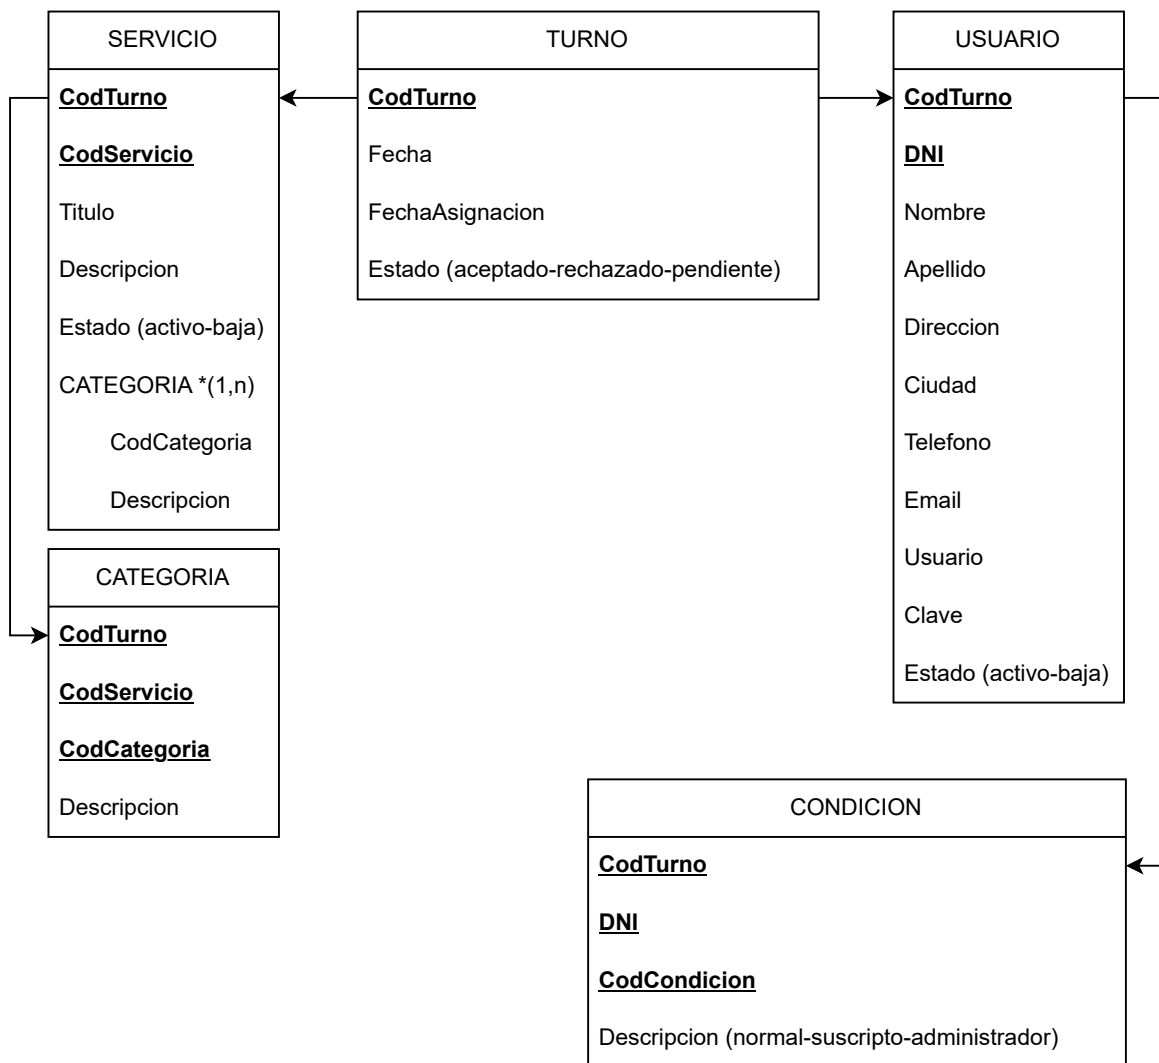 SERVICIO
CodTurno
CodServicio
Titulo
Descripcion
Estado (activo-baja)
CATEGORIA *(1,n)
CodCategoria
Descripcion
TURNO
CodTurno
Fecha
FechaAsignacion
Estado (aceptado-rechazado-pendiente)
USUARIO
CodTurno
DNI
Nombre
Apellido
Direccion
Ciudad
Telefono
Email
Usuario
Clave
Estado (activo-baja)
CATEGORIA
CodTurno
CodServicio
CodCategoria
Descripcion
CONDICION
CodTurno
DNI
CodCondicion
Descripcion (normal-suscripto-administrador)